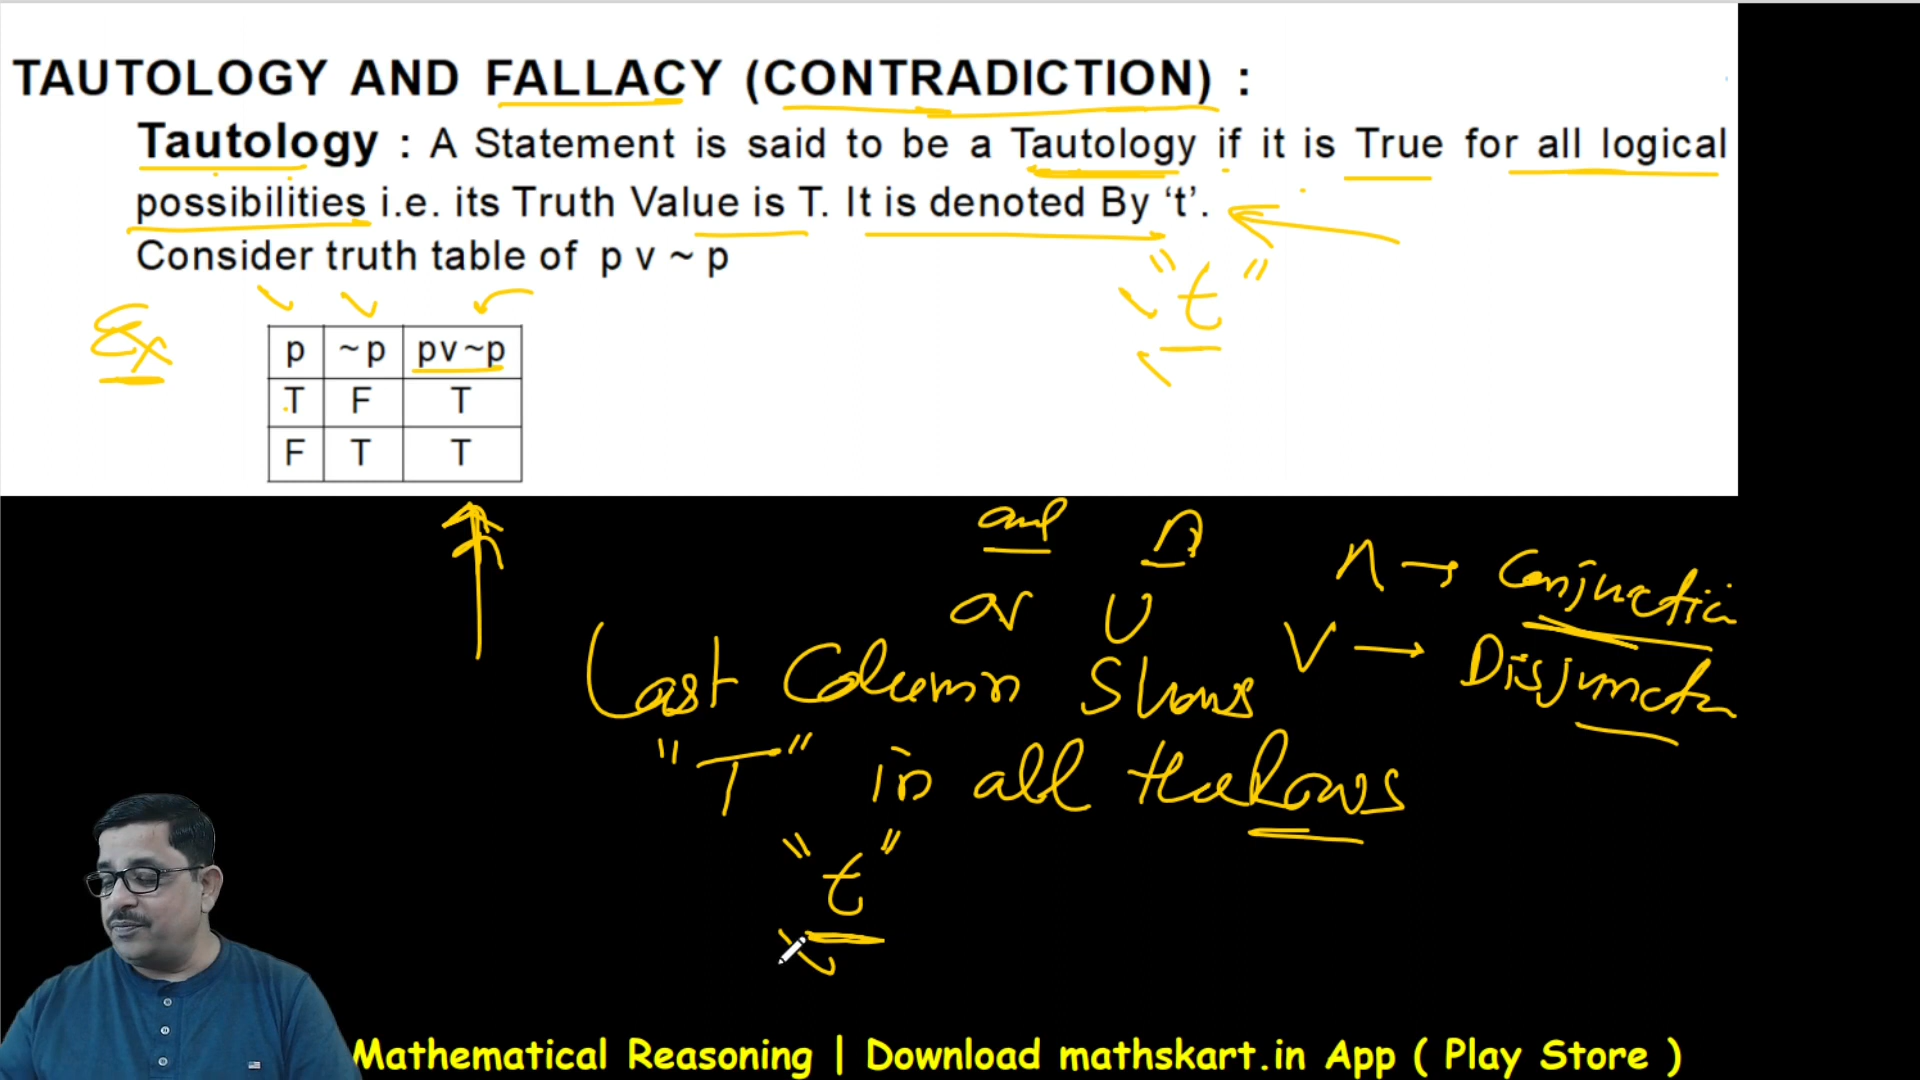 TAUTOLOGY AND FALLACY (CONTRADICTION) :
Tautology : A Statement is said to be a Tautology if it is True for all logical
possibilities i.e. its Truth Value is T. It is denoted By ‘t’.
Consider truth table of p v ~ p
"t"
Ex
p ~p pv~p
T F T
F T T
and ∩
or ∪
∧ → Conjunction
∨ → Disjunctn
Last Column Shows
"T" in all the Rows
"t"
Mathematical Reasoning | Download mathskart.in App ( Play Store )